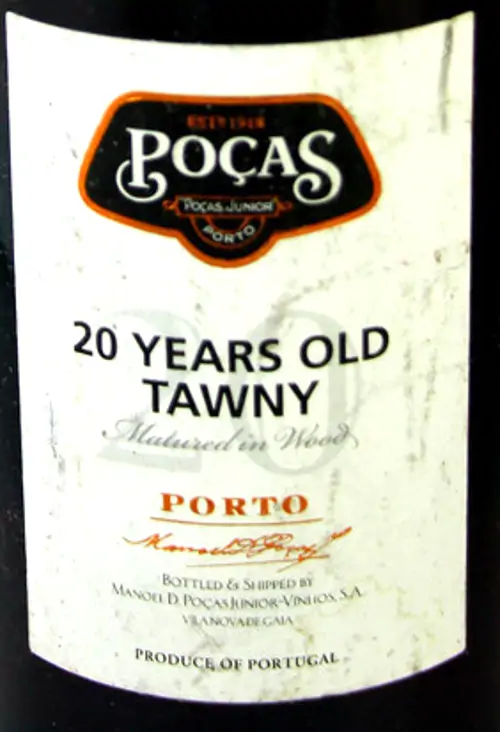 ESTD 1918
POÇAS
POÇAS JUNIOR
PORTO
20
20 YEARS OLD
TAWNY
Matured in Wood
PORTO
BOTTLED & SHIPPED BY
MANOEL D. POÇAS JUNIOR-VINHOS, S.A.
VILA NOVA DE GAIA
PRODUCE OF PORTUGAL